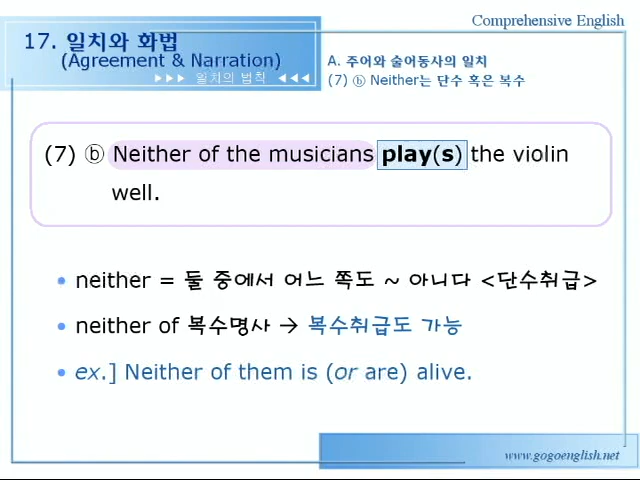 Comprehensive English
17. 일치와 화법
(Agreement & Narration)
▶▶▶ 일치의 법칙 ◀◀◀
A. 주어와 술어동사의 일치
(7) ⓑ Neither는 단수 혹은 복수
(7) ⓑ Neither of the musicians play(s) the violin
well.
• neither = 둘 중에서 어느 쪽도 ~ 아니다 <단수취급>
• neither of 복수명사 → 복수취급도 가능
• ex.] Neither of them is (or are) alive.
www.gogoenglish.net